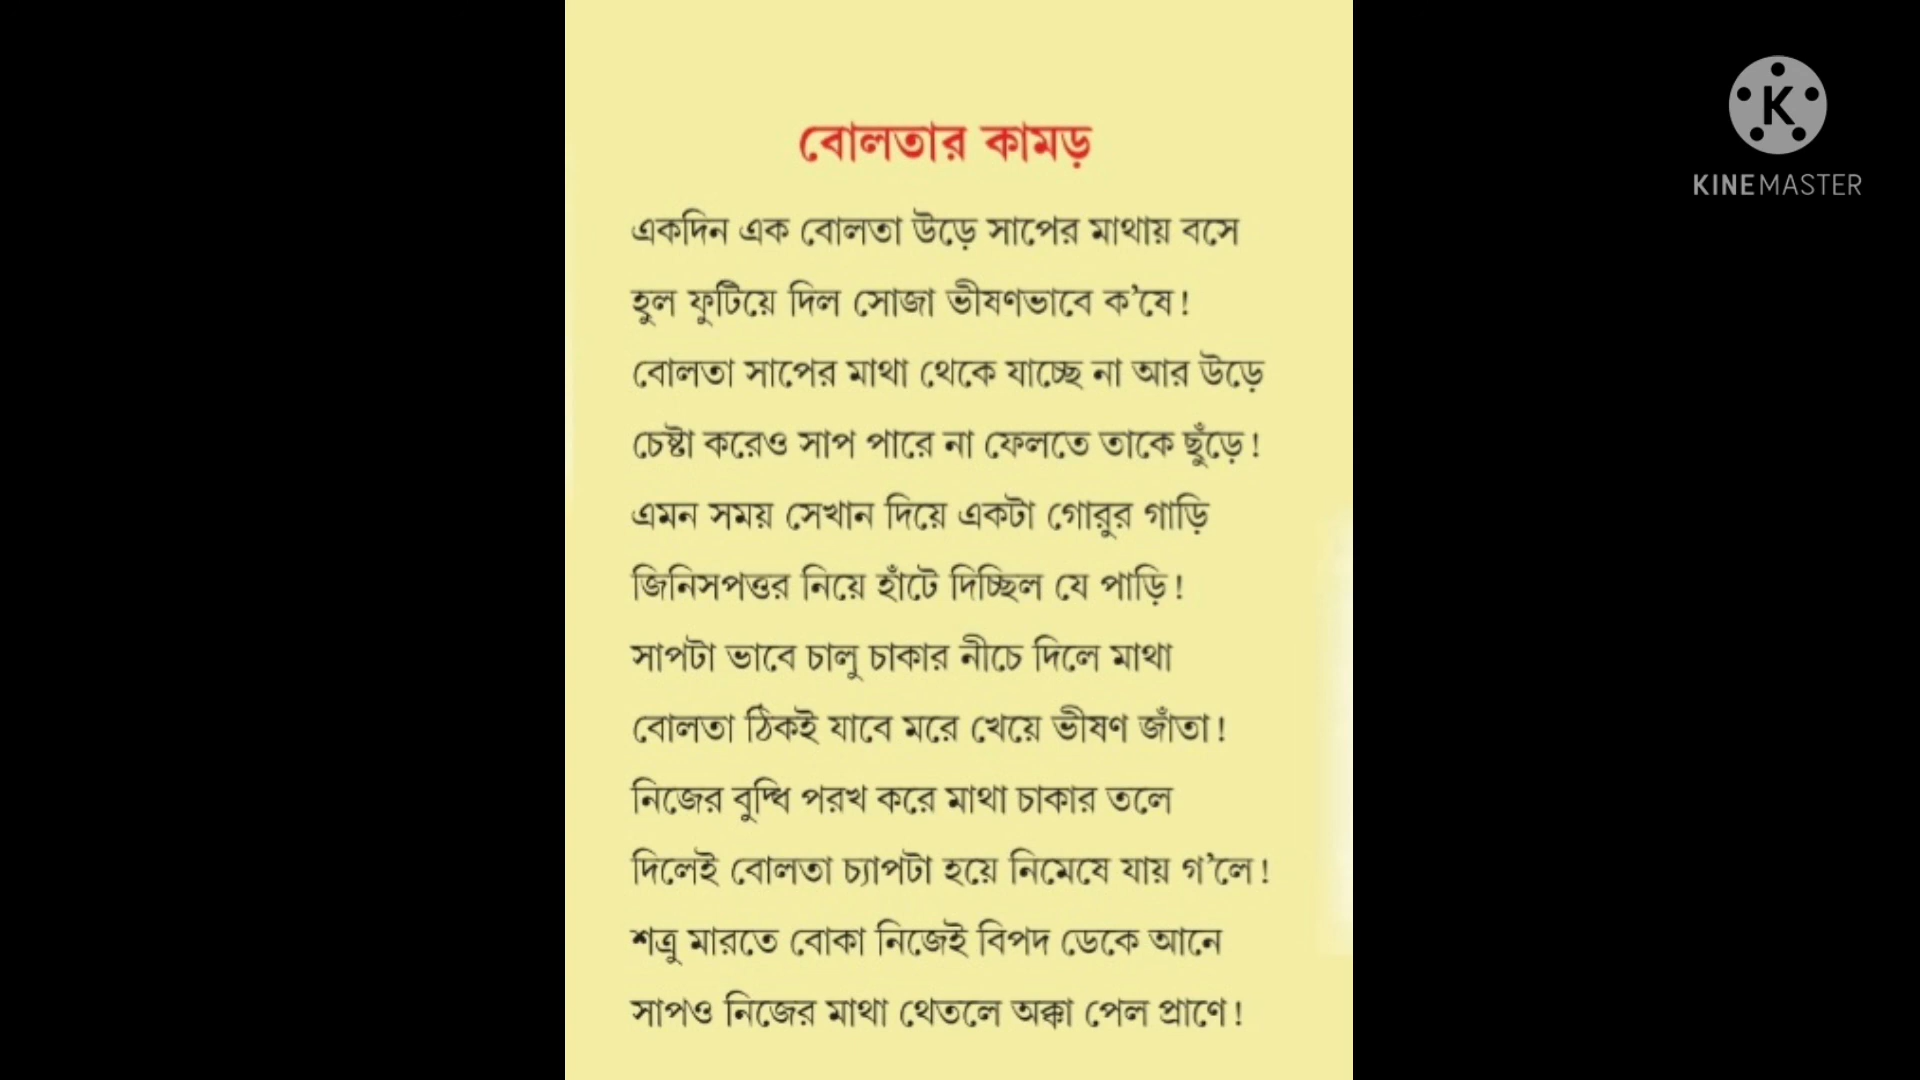 বোলতার কামড়
একদিন এক বোলতা উড়ে সাপের মাথায় বসে
হুল ফুটিয়ে দিল সোজা ভীষণভাবে ক'ষে!
বোলতা সাপের মাথা থেকে যাচ্ছে না আর উড়ে
চেষ্টা করেও সাপ পারে না ফেলতে তাকে ছুঁড়ে!
এমন সময় সেখান দিয়ে একটা গোরুর গাড়ি
জিনিসপত্তর নিয়ে হাঁটে দিচ্ছিল যে পাড়ি!
সাপটা ভাবে চালু চাকার নীচে দিলে মাথা
বোলতা ঠিকই যাবে মরে খেয়ে ভীষণ জাঁতা!
নিজের বুদ্ধি পরখ করে মাথা চাকার তলে
দিলেই বোলতা চ্যাপটা হয়ে নিমেষে যায় গ'লে!
শত্রু মারতে বোকা নিজেই বিপদ ডেকে আনে
সাপও নিজের মাথা থেতলে অক্কা পেল প্রাণে!
K
KINEMASTER